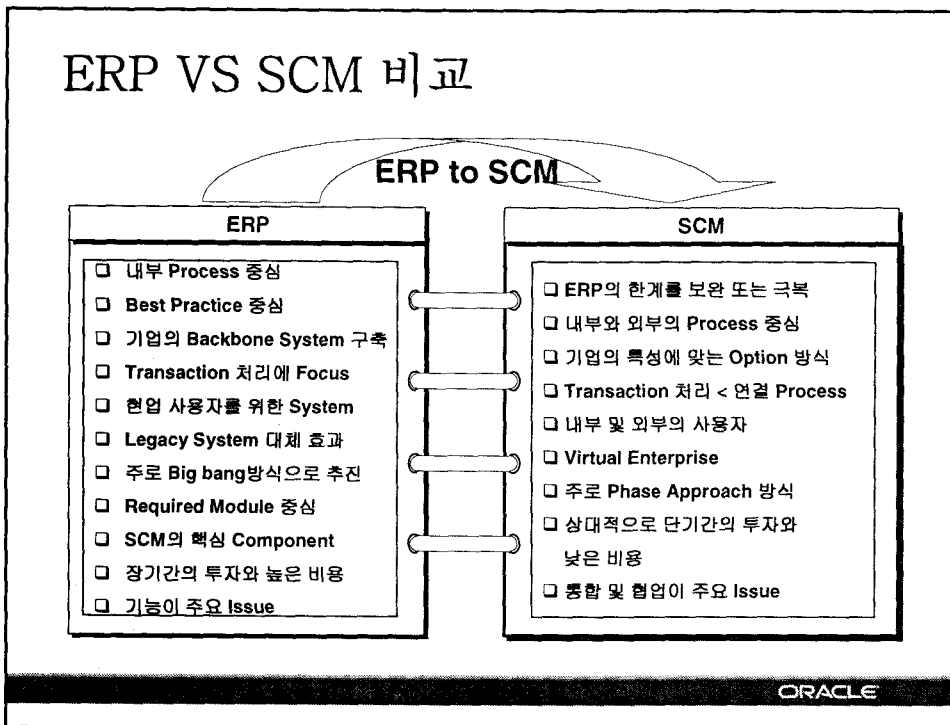 ERP VS SCM 비교
ERP to SCM
ERP
내부 Process 중심
Best Practice 중심
기업의 Backbone System 구축
Transaction 처리에 Focus
현업 사용자를 위한 System
Legacy System 대체 효과
주로 Big bang방식으로 추진
Required Module 중심
SCM의 핵심 Component
장기간의 투자와 높은 비용
기능이 주요 Issue
SCM
ERP의 한계를 보완 또는 극복
내부와 외부의 Process 중심
기업의 특성에 맞는 Option 방식
Transaction 처리 < 연결 Process
내부 및 외부의 사용자
Virtual Enterprise
주로 Phase Approach 방식
상대적으로 단기간의 투자와
낮은 비용
통합 및 협업이 주요 Issue
ORACLE